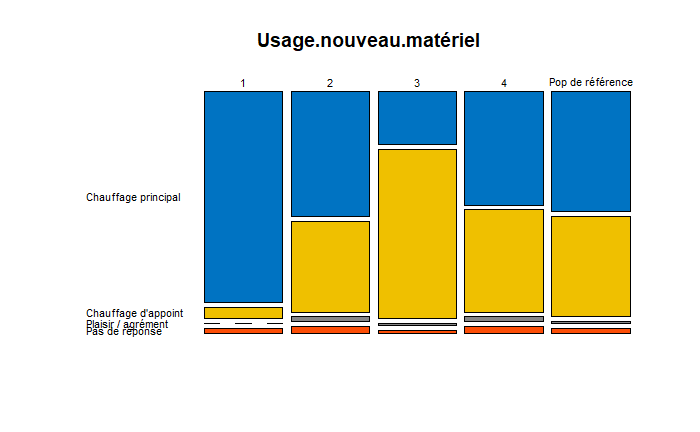 Usage.nouveau.matériel
1 2 3 4 Pop de référence
Chauffage principal
Chauffage d'appoint
Plaisir / agrément
Pas de réponse